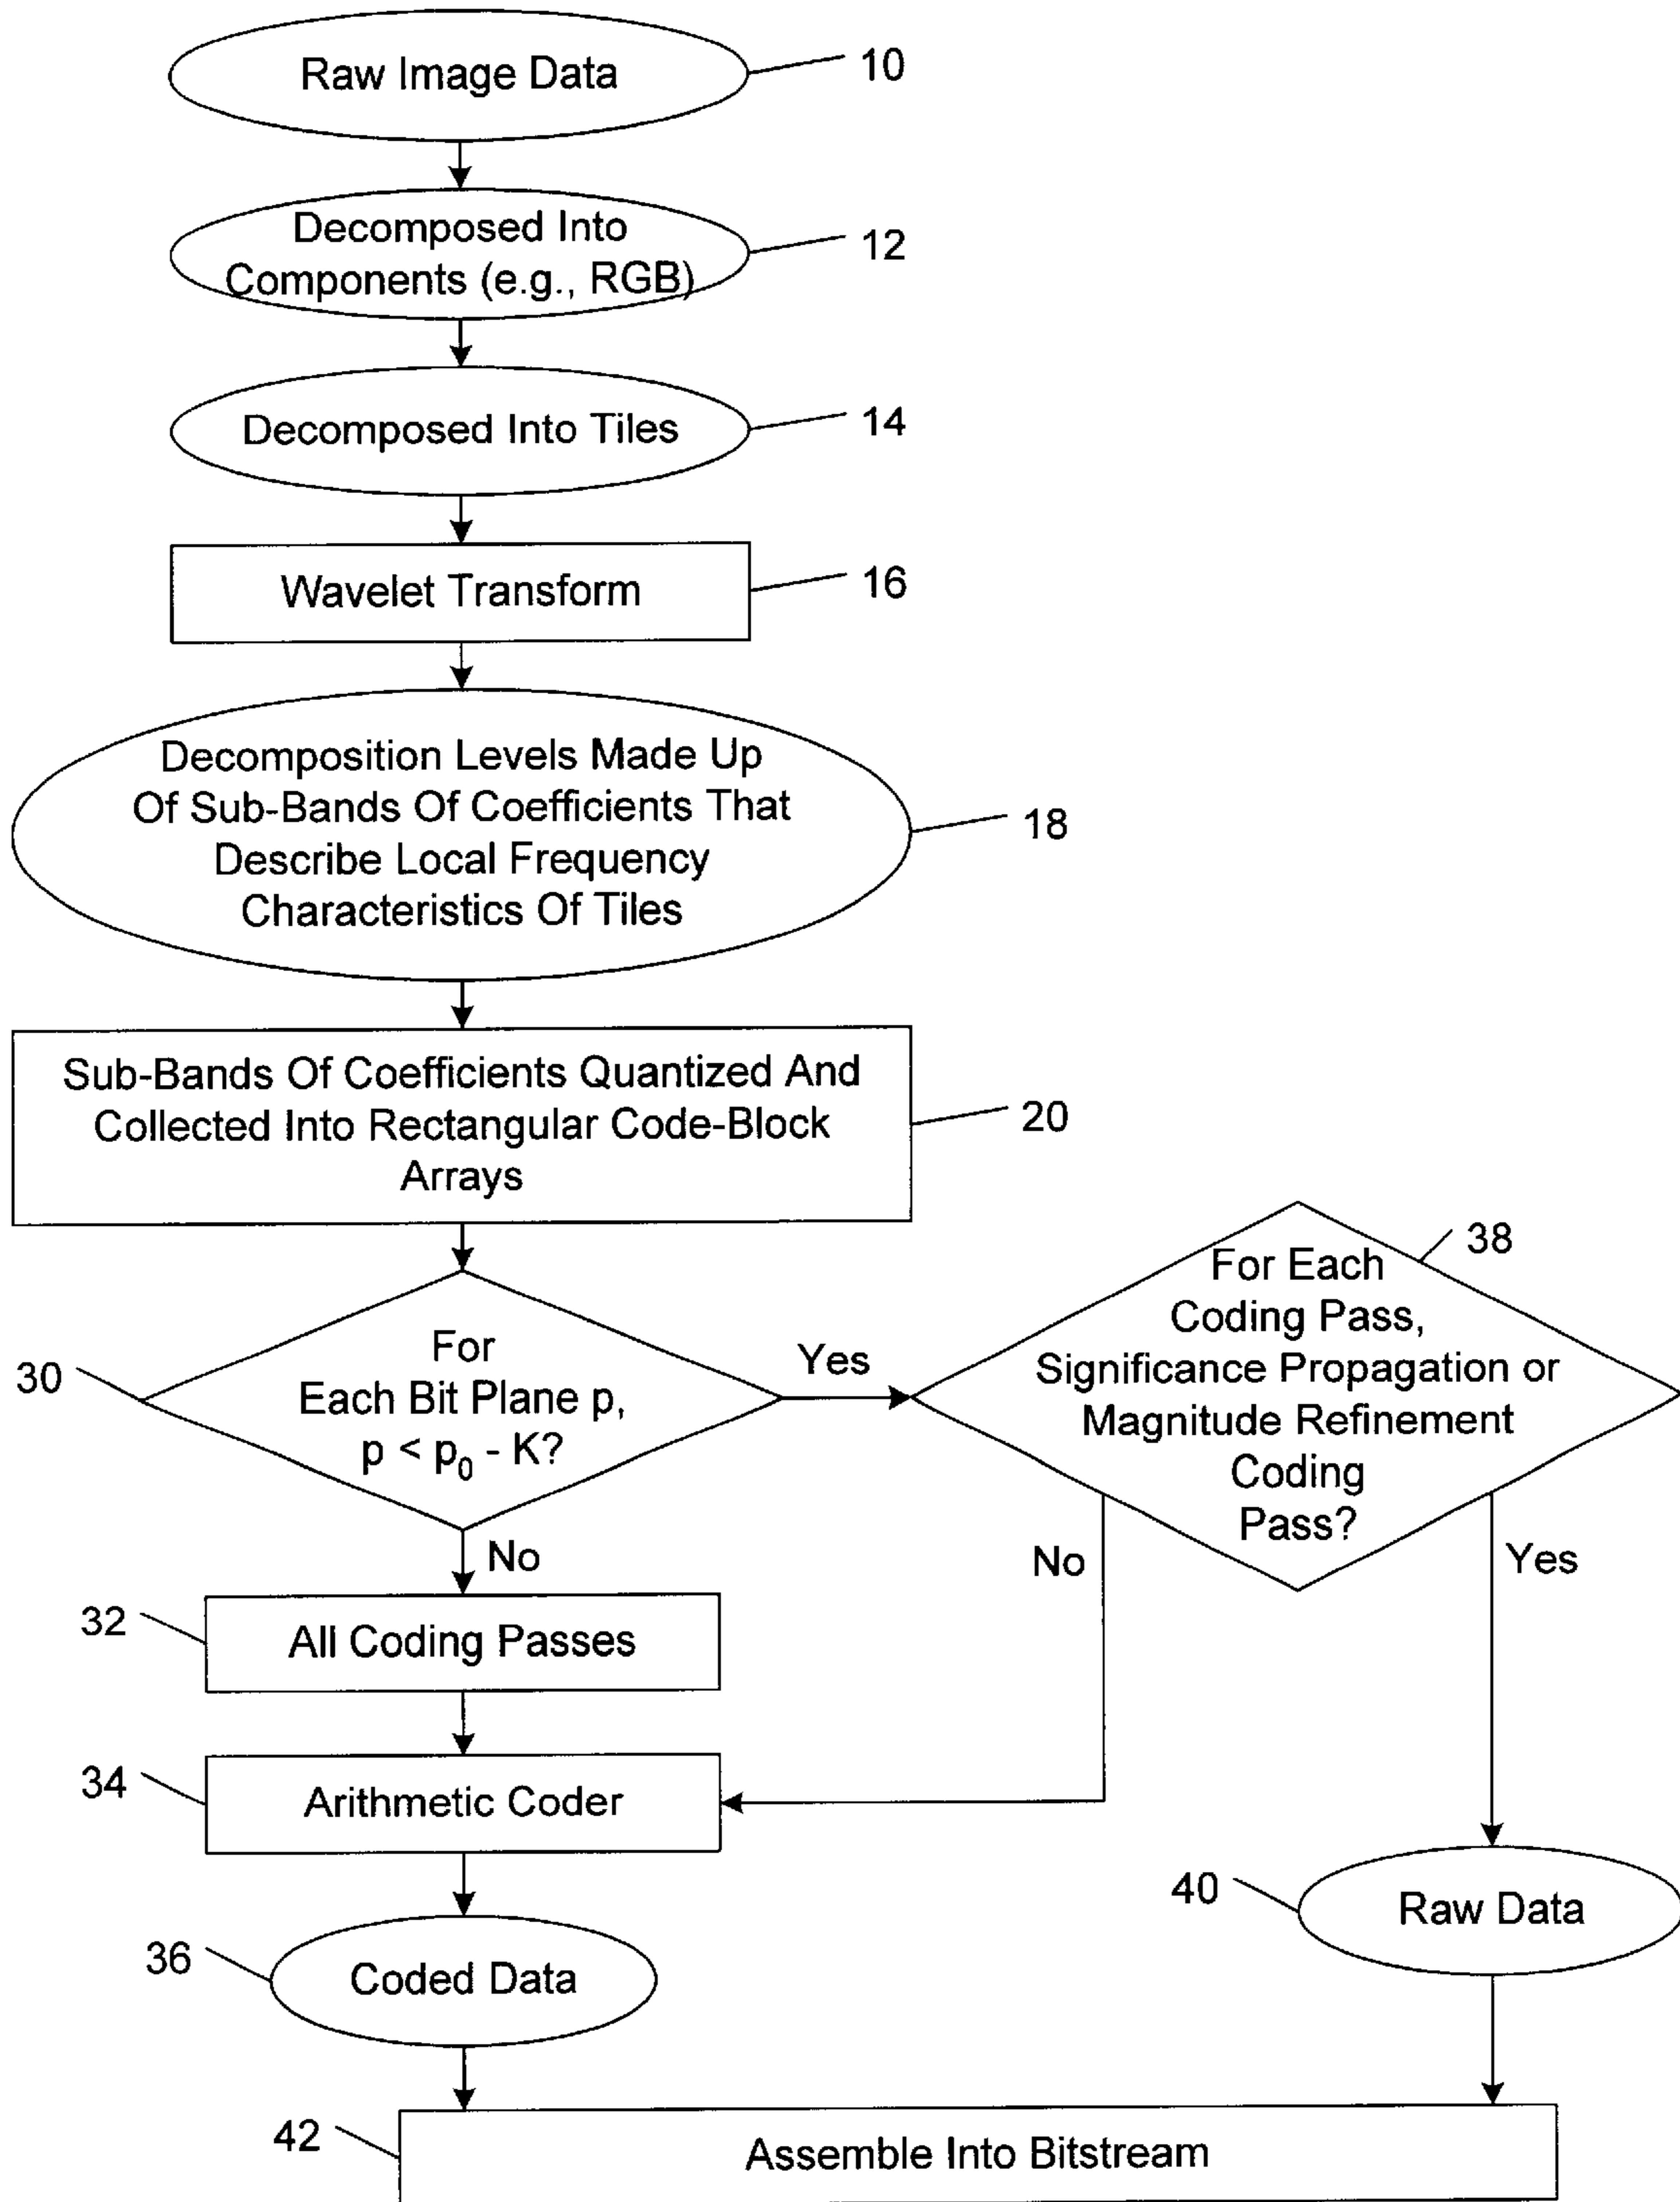 Raw Image Data
10
Decomposed Into
Components (e.g., RGB)
12
Decomposed Into Tiles
14
Wavelet Transform
16
Decomposition Levels Made Up
Of Sub-Bands Of Coefficients That
Describe Local Frequency
Characteristics Of Tiles
18
Sub-Bands Of Coefficients Quantized And
Collected Into Rectangular Code-Block
Arrays
20
30
For
Each Bit Plane p,
p < p₀ - K?
Yes
No
38
For Each
Coding Pass,
Significance Propagation or
Magnitude Refinement
Coding
Pass?
No
Yes
32
All Coding Passes
34
Arithmetic Coder
40
Raw Data
36
Coded Data
42
Assemble Into Bitstream